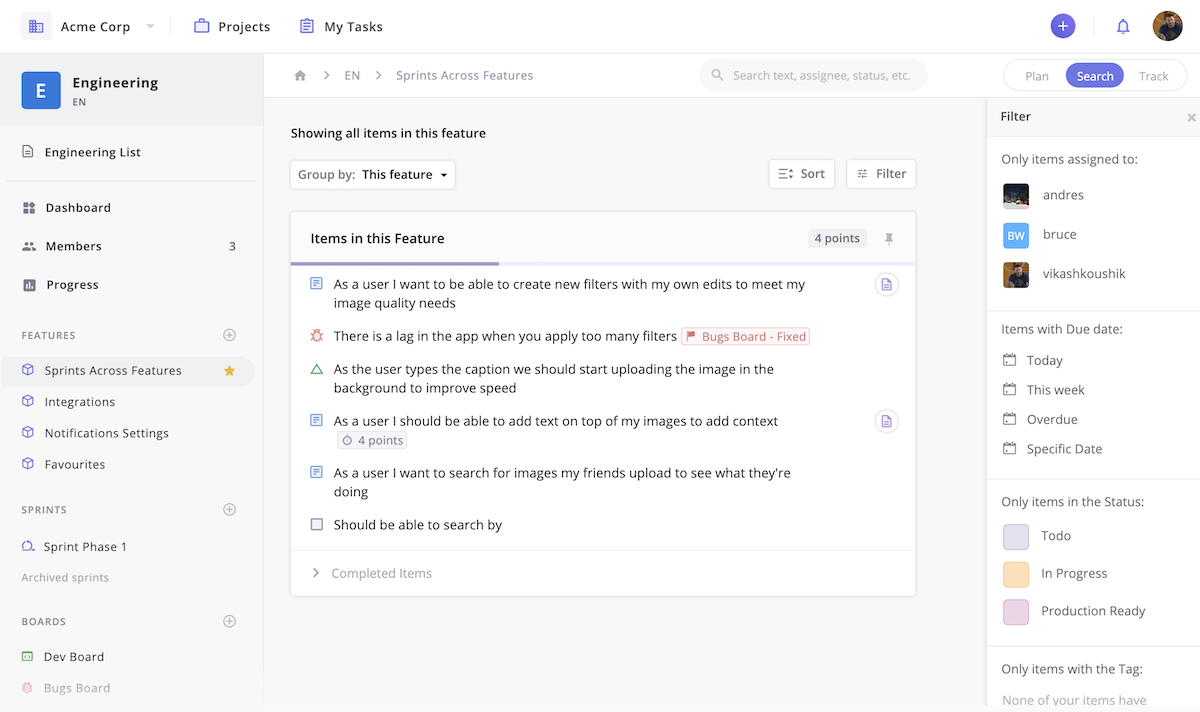 Acme Corp
Projects
My Tasks
E
Engineering
EN
Engineering List
Dashboard
Members 3
Progress
FEATURES
Sprints Across Features
Integrations
Notifications Settings
Favourites
SPRINTS
Sprint Phase 1
Archived sprints
BOARDS
Dev Board
Bugs Board
EN
Sprints Across Features
Search text, assignee, status, etc.
Plan
Search
Track
Showing all items in this feature
Group by: This feature
Sort
Filter
Items in this Feature
4 points
As a user I want to be able to create new filters with my own edits to meet my
image quality needs
There is a lag in the app when you apply too many filters Bugs Board - Fixed
As the user types the caption we should start uploading the image in the
background to improve speed
As a user I should be able to add text on top of my images to add context
4 points
As a user I want to search for images my friends upload to see what they're
doing
Should be able to search by
Completed Items
Filter
Only items assigned to:
andres
BW bruce
vikashkoushik
Items with Due date:
Today
This week
Overdue
Specific Date
Only items in the Status:
Todo
In Progress
Production Ready
Only items with the Tag:
None of your items have